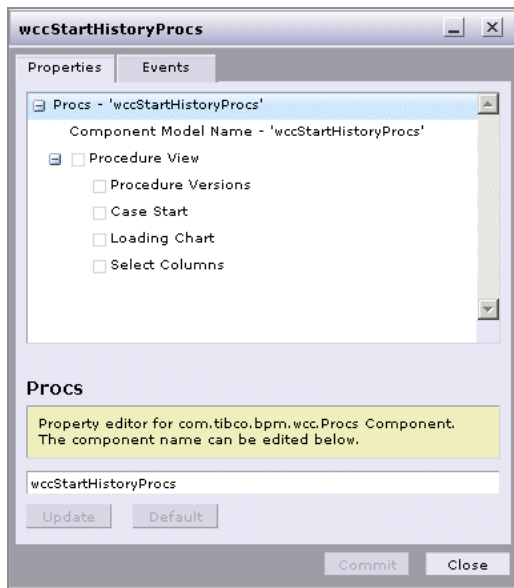 wccStartHistoryProcs
Properties
Events
Procs - 'wccStartHistoryProcs'
Component Model Name - 'wccStartHistoryProcs'
Procedure View
Procedure Versions
Case Start
Loading Chart
Select Columns
Procs
Property editor for com.tibco.bpm.wcc.Procs Component.
The component name can be edited below.
wccStartHistoryProcs
Update
Default
Commit
Close